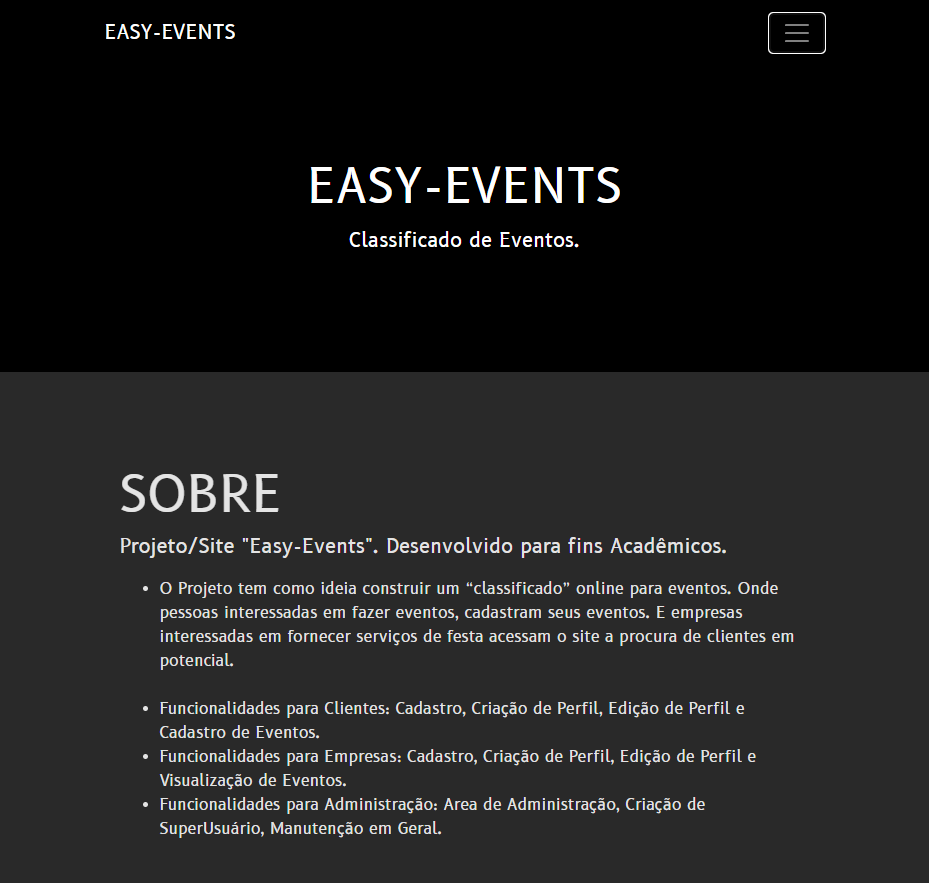 EASY-EVENTS
EASY-EVENTS
Classificado de Eventos.
SOBRE
Projeto/Site "Easy-Events". Desenvolvido para fins Acadêmicos.
• O Projeto tem como ideia construir um “classificado” online para eventos. Onde
pessoas interessadas em fazer eventos, cadastram seus eventos. E empresas
interessadas em fornecer serviços de festa acessam o site a procura de clientes em
potencial.
• Funcionalidades para Clientes: Cadastro, Criação de Perfil, Edição de Perfil e
Cadastro de Eventos.
• Funcionalidades para Empresas: Cadastro, Criação de Perfil, Edição de Perfil e
Visualização de Eventos.
• Funcionalidades para Administração: Area de Administração, Criação de
SuperUsuário, Manutenção em Geral.